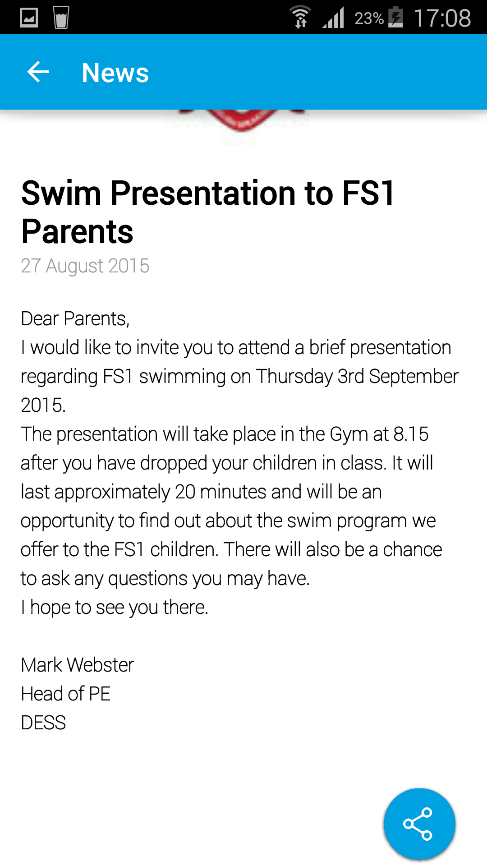 23% 17:08
News
Swim Presentation to FS1
Parents
27 August 2015
Dear Parents,
I would like to invite you to attend a brief presentation
regarding FS1 swimming on Thursday 3rd September
2015.
The presentation will take place in the Gym at 8.15
after you have dropped your children in class. It will
last approximately 20 minutes and will be an
opportunity to find out about the swim program we
offer to the FS1 children. There will also be a chance
to ask any questions you may have.
I hope to see you there.
Mark Webster
Head of PE
DESS